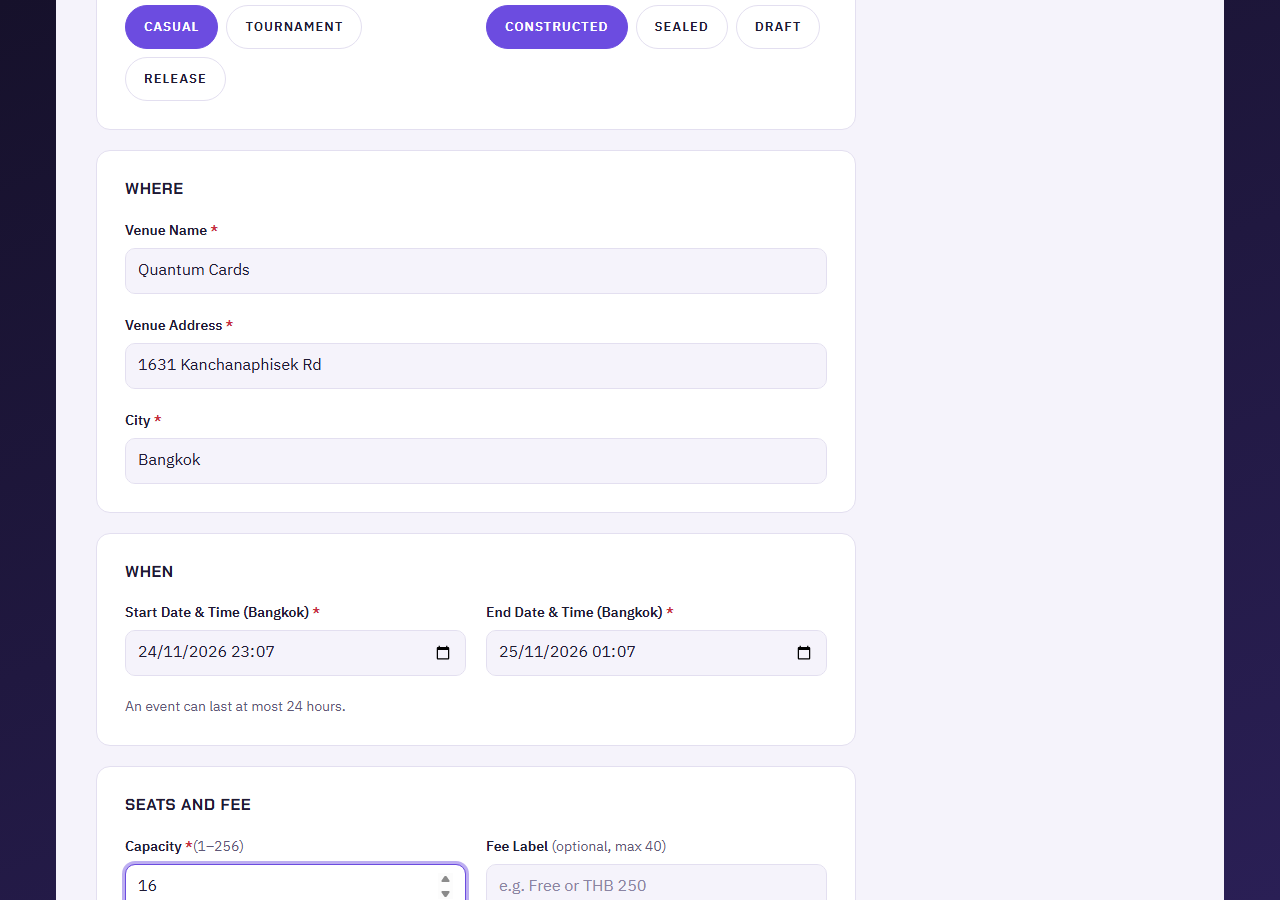 CASUAL TOURNAMENT CONSTRUCTED SEALED DRAFT
RELEASE
WHERE
Venue Name *
Quantum Cards
Venue Address *
1631 Kanchanaphisek Rd
City *
Bangkok
WHEN
Start Date & Time (Bangkok) * End Date & Time (Bangkok) *
24/11/2026 23:07 25/11/2026 01:07
An event can last at most 24 hours.
SEATS AND FEE
Capacity *(1–256) Fee Label (optional, max 40)
16 e.g. Free or THB 250